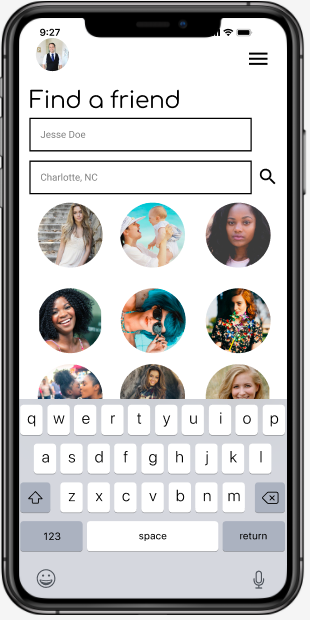 9:27
Find a friend
Jesse Doe
Charlotte, NC
q w e r t y u i o p
a s d f g h j k l
z x c v b n m
123 space return